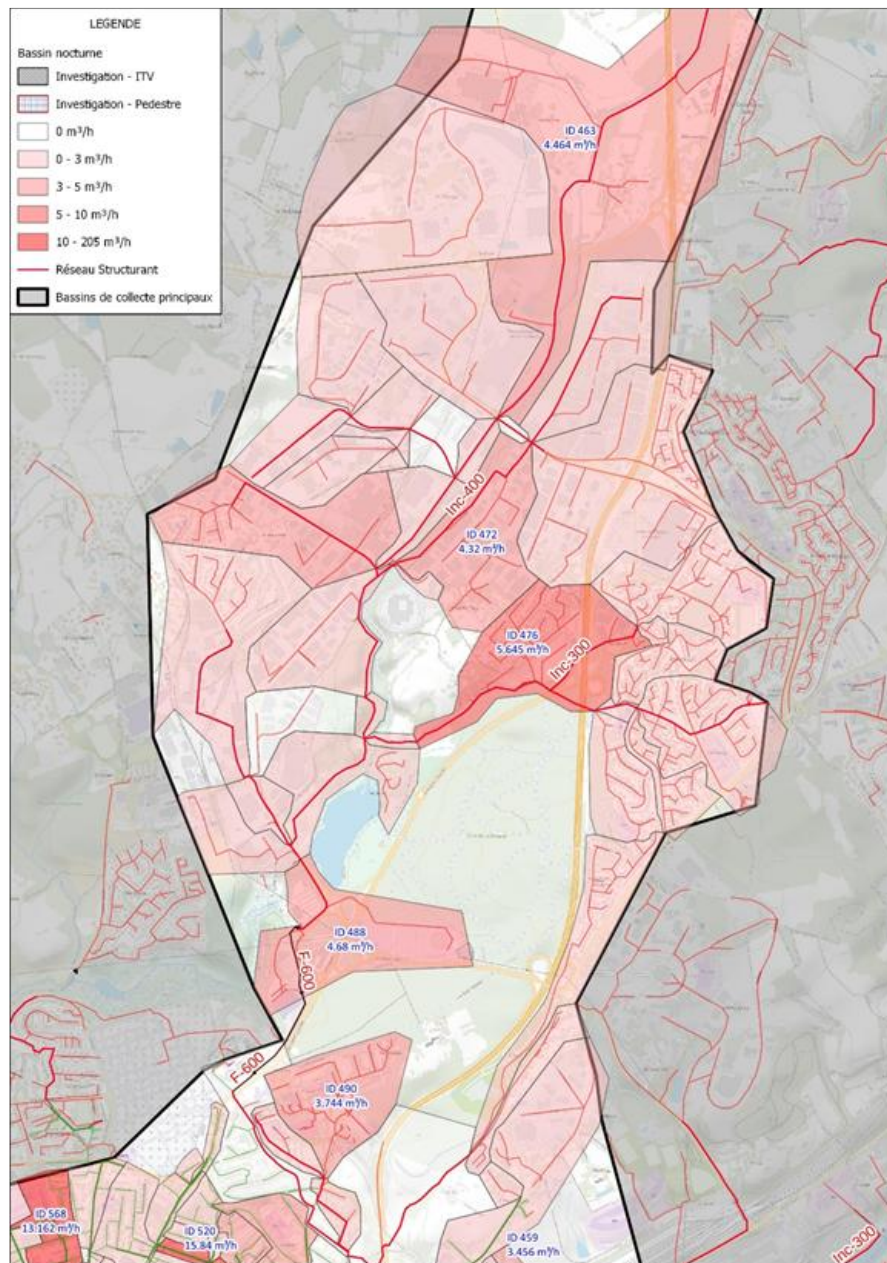 LEGENDE
Bassin nocturne
Investigation - ITV
Investigation - Pedestre
0 m³/h
0 - 3 m³/h
3 - 5 m³/h
5 - 10 m³/h
10 - 205 m³/h
Réseau Structurant
Bassins de collecte principaux
ID 463
4.464 m³/h
Inc-400
ID 472
4.32 m³/h
ID 476
5.645 m³/h
Inc-300
ID 488
4.68 m³/h
F-600
F-600
ID 490
3.744 m³/h
ID 568
13.162 m³/h
ID 520
15.84 m³/h
ID 459
3.456 m³/h
Inc-300